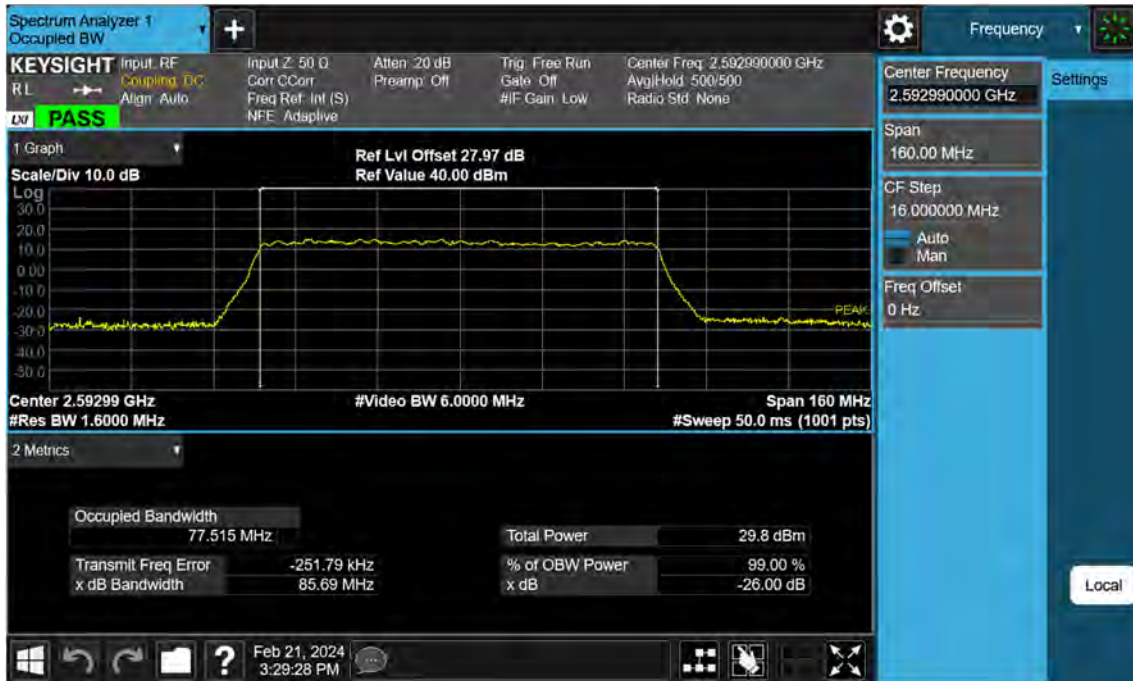 Spectrum Analyzer 1
Occupied BW
+
Frequency
KEYSIGHT
RL
LXI PASS
Input: RF
Coupling: DC
Align: Auto
Input Z: 50 Ω
Corr CCorr
Freq Ref: Int (S)
NFE: Adaptive
Atten: 20 dB
Preamp: Off
Trig: Free Run
Gate: Off
#IF Gain: Low
Center Freq: 2.592990000 GHz
Avg|Hold: 500/500
Radio Std: None
1 Graph
Scale/Div 10.0 dB
Ref Lvl Offset 27.97 dB
Ref Value 40.00 dBm
Log
30.0
20.0
10.0
0.00
-10.0
-20.0
-30.0
-40.0
-50.0
PEAK
Center 2.59299 GHz
#Video BW 6.0000 MHz
Span 160 MHz
#Res BW 1.6000 MHz
#Sweep 50.0 ms (1001 pts)
2 Metrics
Occupied Bandwidth
77.515 MHz
Transmit Freq Error -251.79 kHz
x dB Bandwidth 85.69 MHz
Total Power 29.8 dBm
% of OBW Power 99.00 %
x dB -26.00 dB
Center Frequency
2.592990000 GHz
Settings
Span
160.00 MHz
CF Step
16.000000 MHz
Auto
Man
Freq Offset
0 Hz
Local
?
Feb 21, 2024
3:29:28 PM